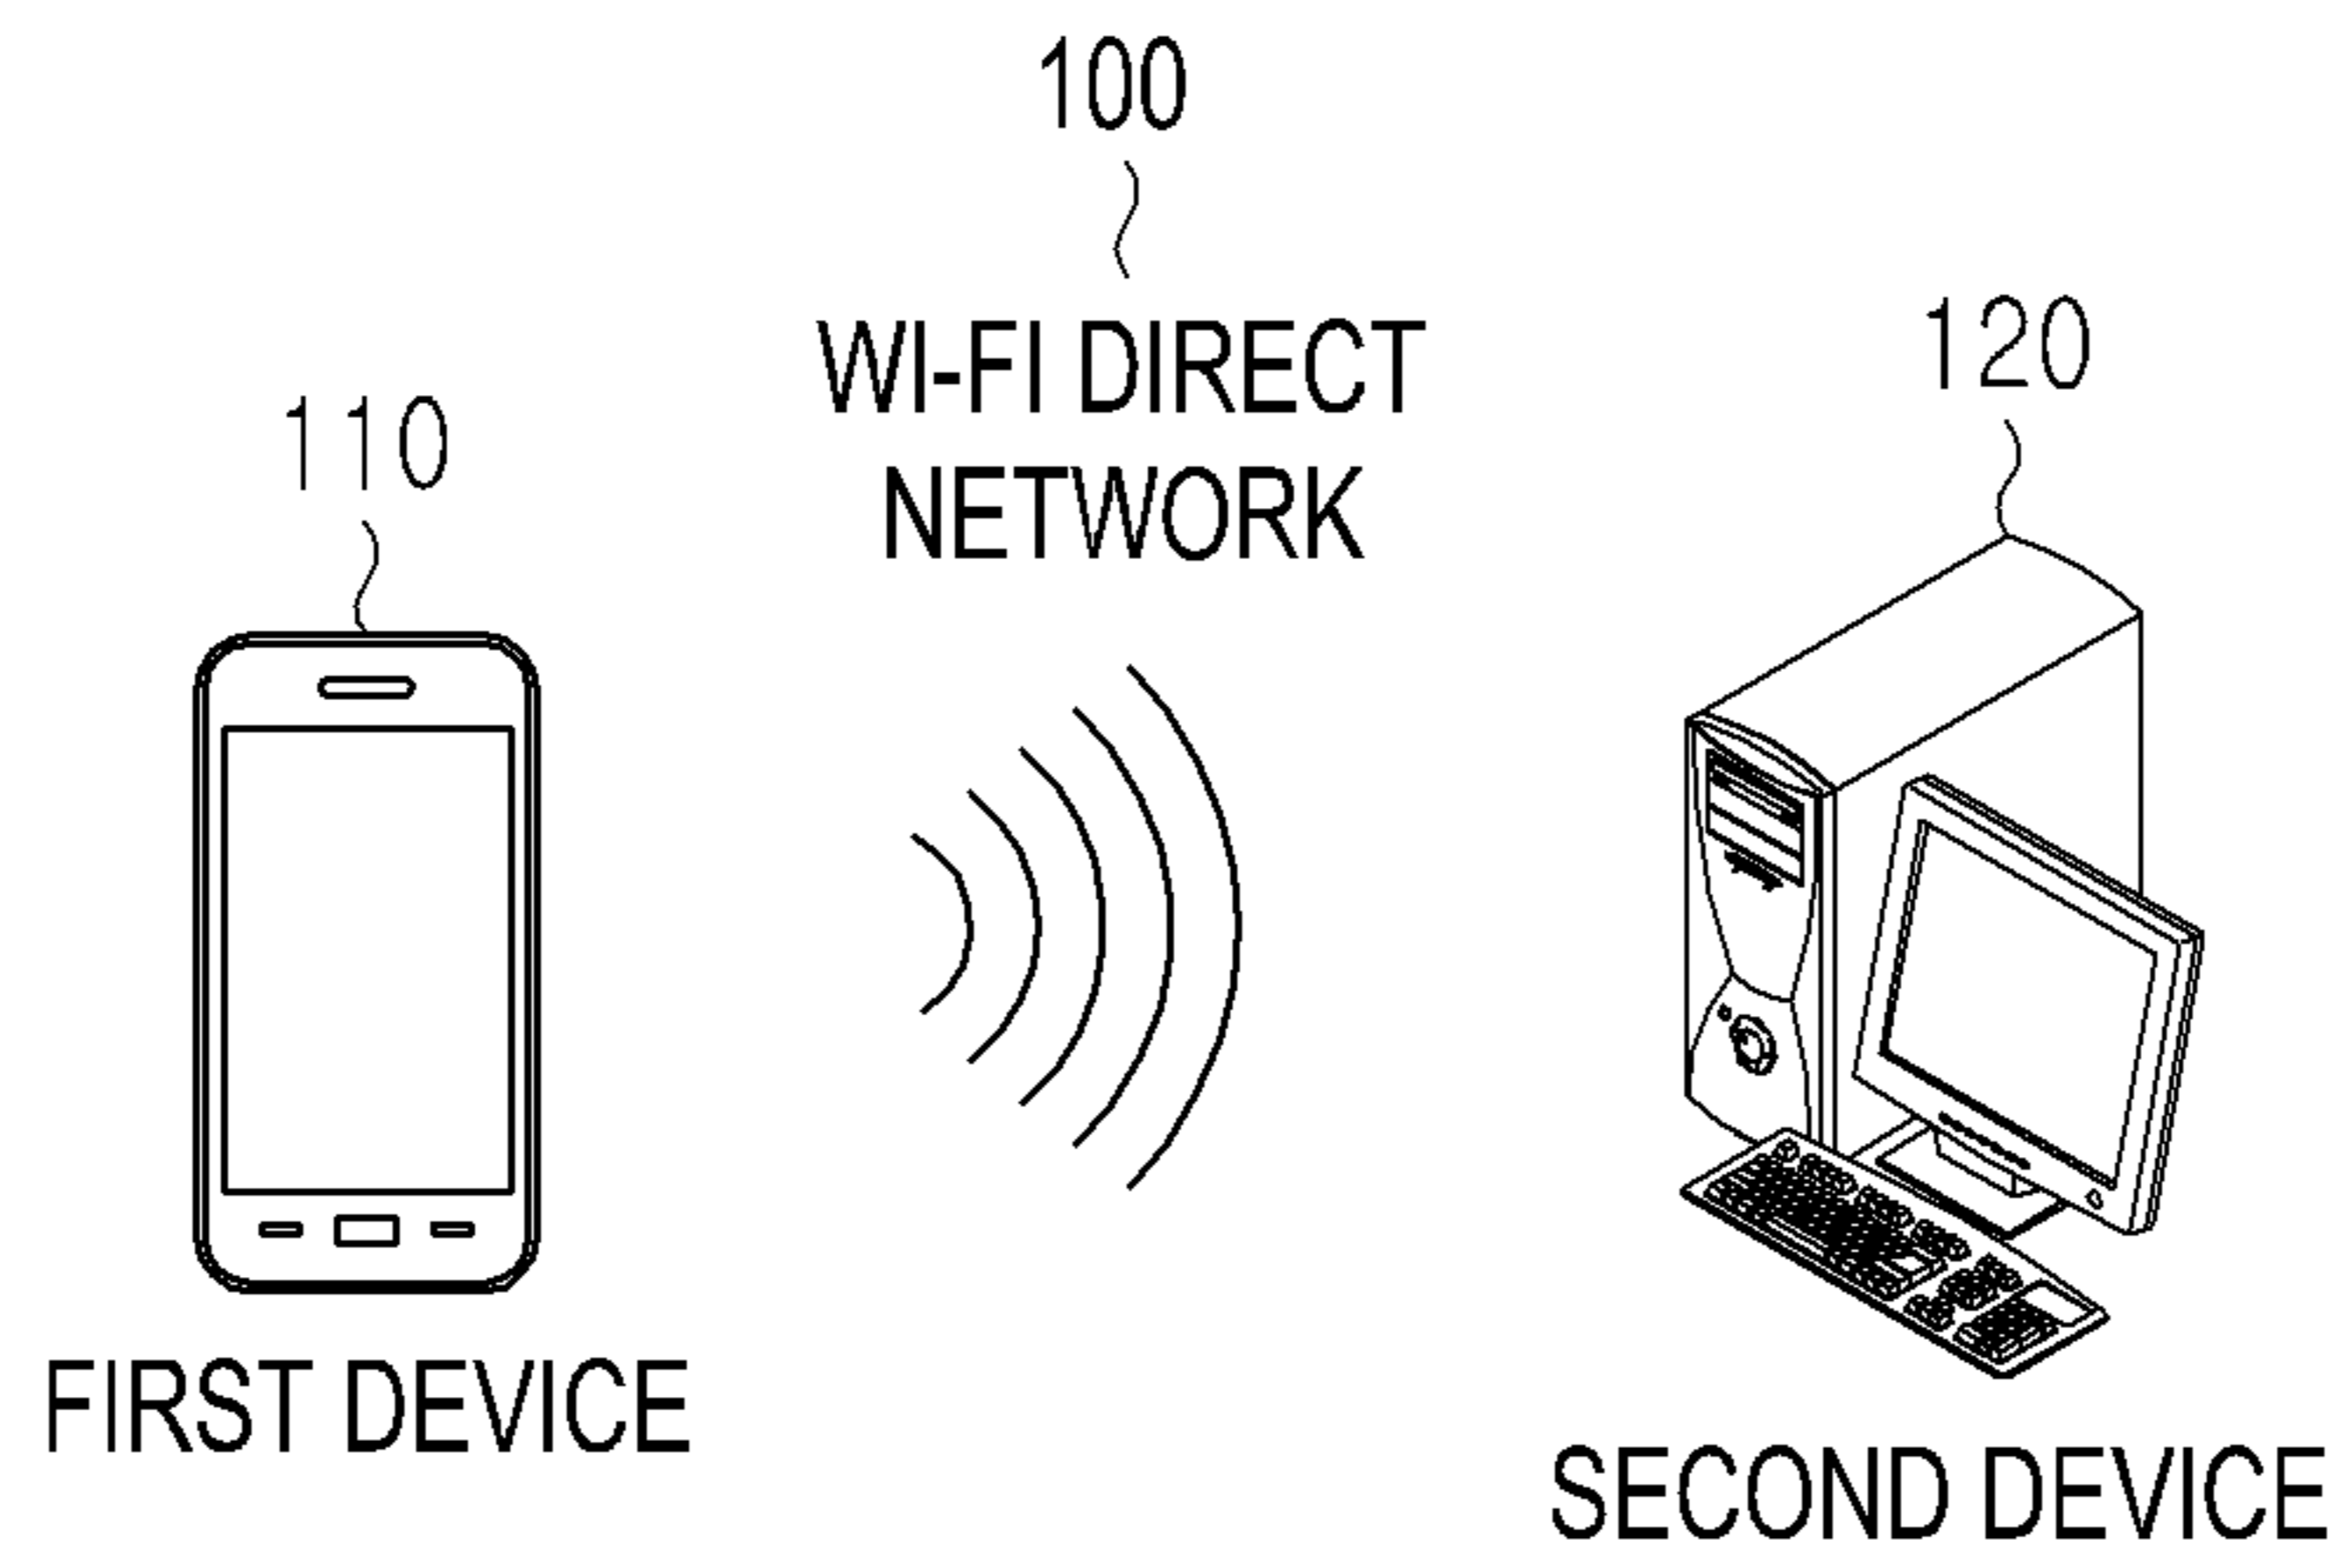 100
WI-FI DIRECT
NETWORK
110
120
FIRST DEVICE
SECOND DEVICE